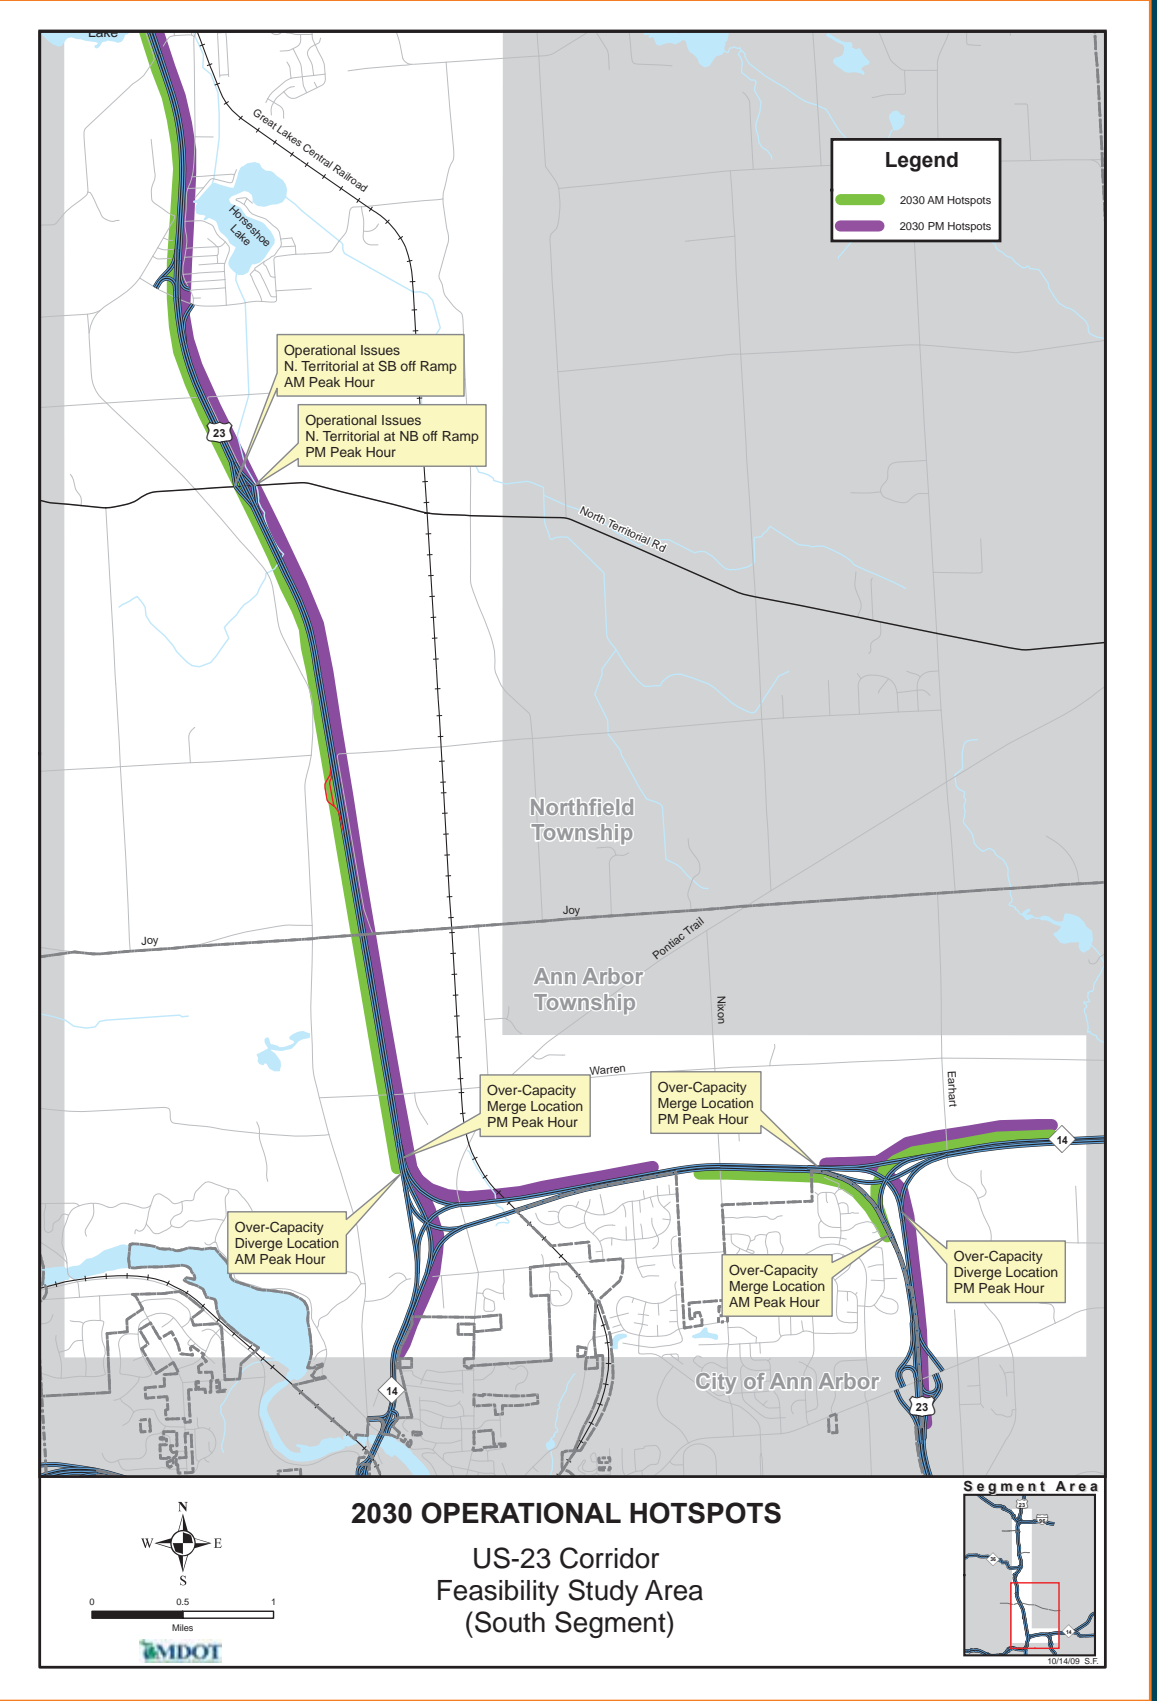 Lake
Great Lakes Central Railroad
Legend
2030 AM Hotspots
2030 PM Hotspots
Horseshoe
Lake
Operational Issues
N. Territorial at SB off Ramp
AM Peak Hour
Operational Issues
N. Territorial at NB off Ramp
PM Peak Hour
23
North Territorial Rd
Northfield
Township
Joy
Joy
Pontiac Trail
Ann Arbor
Township
Nixon
Warren
Earhart
Over-Capacity
Merge Location
PM Peak Hour
Over-Capacity
Merge Location
PM Peak Hour
14
Over-Capacity
Diverge Location
AM Peak Hour
Over-Capacity
Merge Location
AM Peak Hour
Over-Capacity
Diverge Location
PM Peak Hour
City of Ann Arbor
14
23
N
W
E
S
0
0.5
1
Miles
MDOT
2030 OPERATIONAL HOTSPOTS
US-23 Corridor
Feasibility Study Area
(South Segment)
Segment Area
23
96
36
14
10/14/09 S.F.